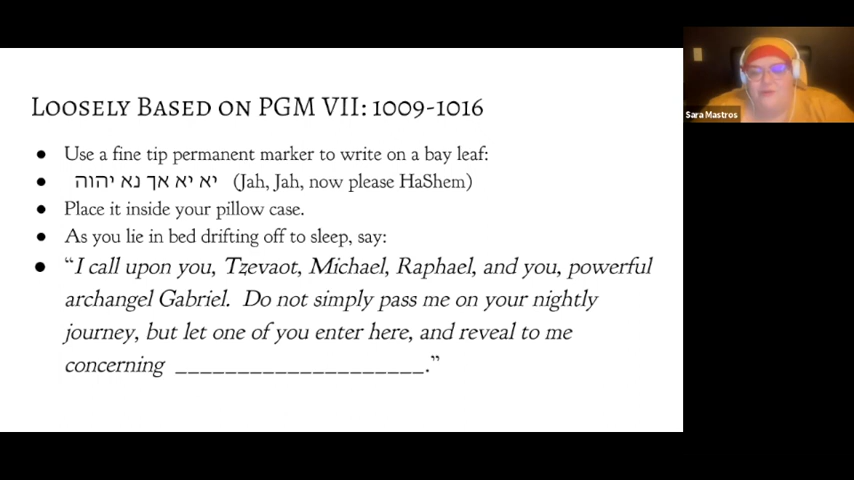 Loosely Based on PGM VII: 1009-1016
● Use a fine tip permanent marker to write on a bay leaf:
● יא יא אך נא יהוה (Jah, Jah, now please HaShem)
● Place it inside your pillow case.
● As you lie in bed drifting off to sleep, say:
● “I call upon you, Tzevaot, Michael, Raphael, and you, powerful
archangel Gabriel. Do not simply pass me on your nightly
journey, but let one of you enter here, and reveal to me
concerning _____________________.”
Sara Mastros